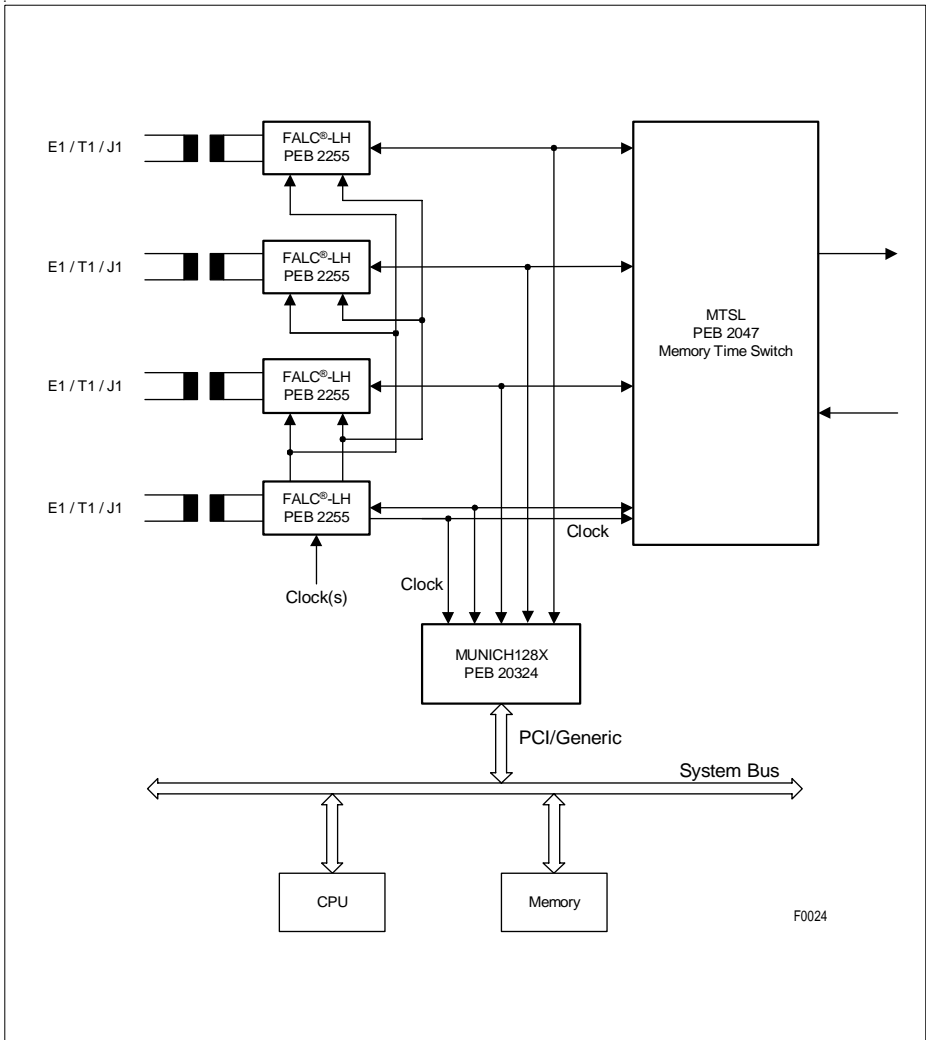 E1 / T1 / J1
FALC®-LH
PEB 2255
E1 / T1 / J1
FALC®-LH
PEB 2255
MTSL
PEB 2047
Memory Time Switch
E1 / T1 / J1
FALC®-LH
PEB 2255
E1 / T1 / J1
FALC®-LH
PEB 2255
Clock
Clock(s)
Clock
MUNICH128X
PEB 20324
PCI/Generic
System Bus
CPU
Memory
F0024